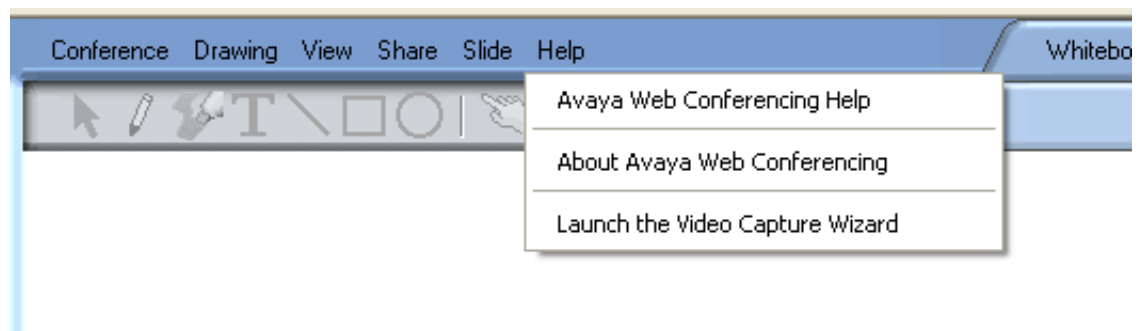 Conference Drawing View Share Slide Help
Avaya Web Conferencing Help
About Avaya Web Conferencing
Launch the Video Capture Wizard